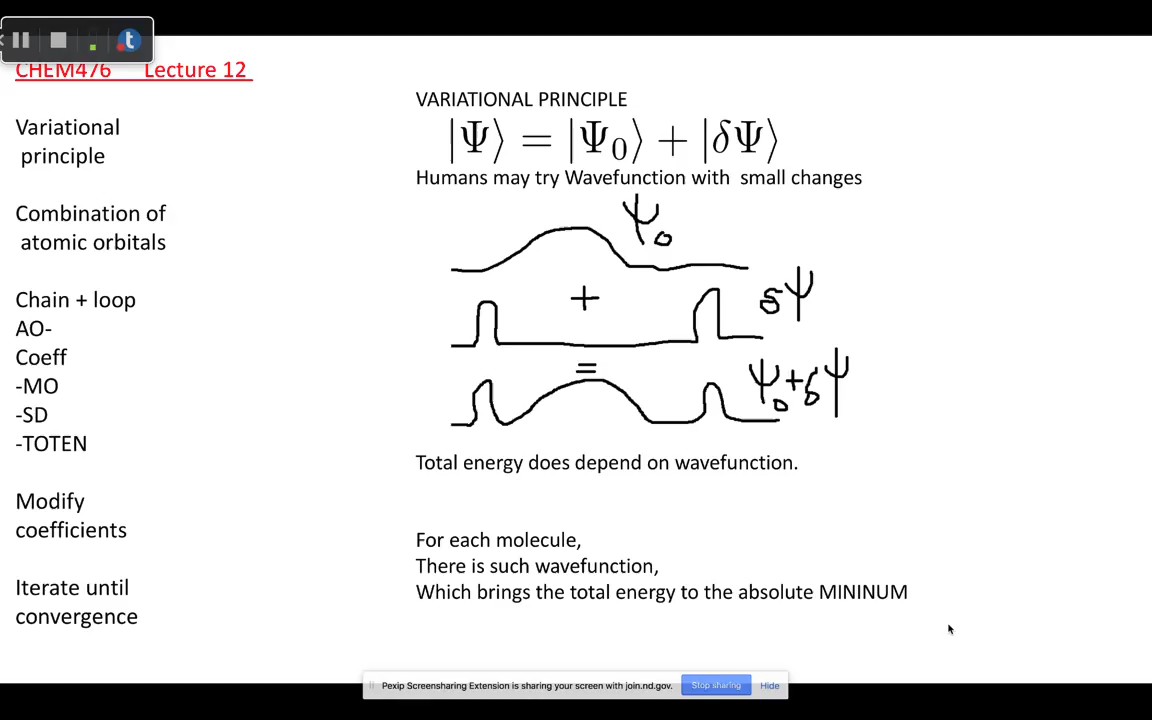 t
CHEM476 Lecture 12
Variational
principle
Combination of
atomic orbitals
Chain + loop
AO-
Coeff
-MO
-SD
-TOTEN
Modify
coefficients
Iterate until
convergence
VARIATIONAL PRINCIPLE
|Ψ⟩ = |Ψ₀⟩ + |δΨ⟩
Humans may try Wavefunction with small changes
Ψ₀
+
δΨ
=
Ψ₀+δΨ
Total energy does depend on wavefunction.
For each molecule,
There is such wavefunction,
Which brings the total energy to the absolute MININUM
Pexip Screensharing Extension is sharing your screen with join.nd.gov. Stop sharing Hide